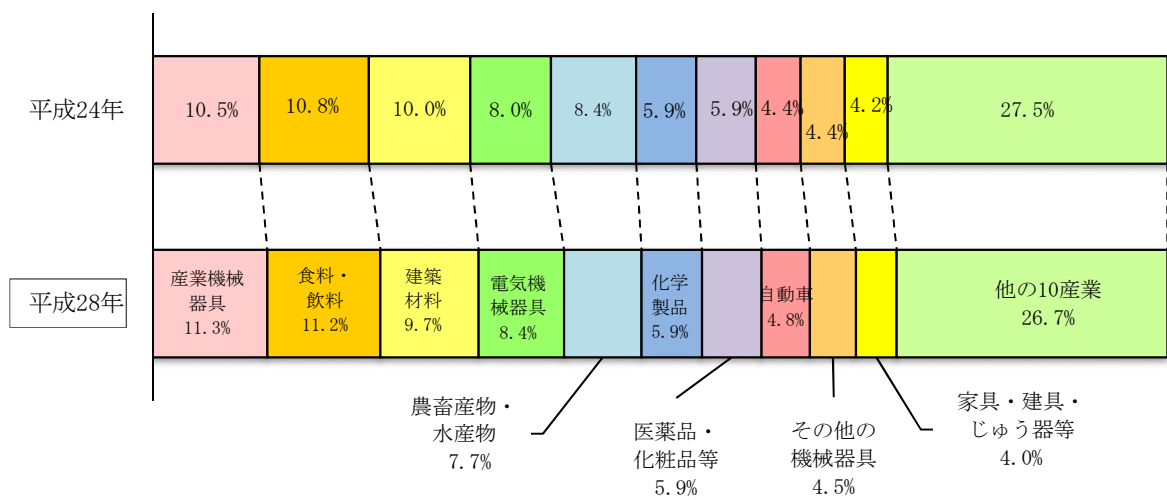 平成24年
10.5%
10.8%
10.0%
8.0%
8.4%
5.9%
5.9%
4.4%
4.4%
4.2%
27.5%
平成28年
産業機械
器具
11.3%
食料・
飲料
11.2%
建築
材料
9.7%
電気機
械器具
8.4%
化学
製品
5.9%
自動車
4.8%
他の10産業
26.7%
農畜産物・
水産物
7.7%
医薬品・
化粧品等
5.9%
その他の
機械器具
4.5%
家具・建具・
じゅう器等
4.0%